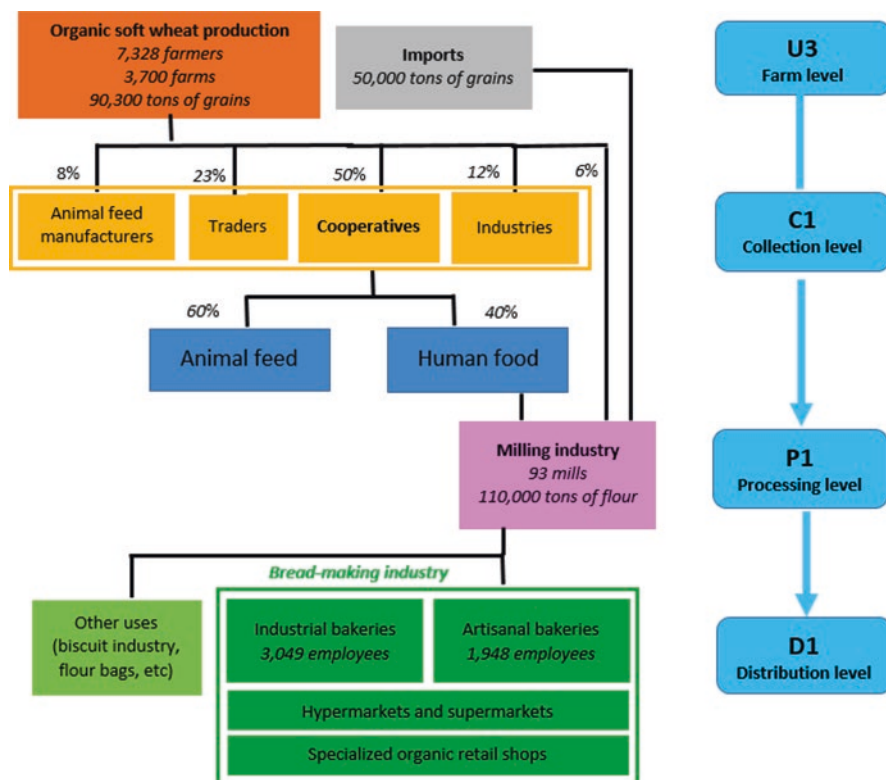 Organic soft wheat production
7,328 farmers
3,700 farms
90,300 tons of grains
Imports
50,000 tons of grains
U3
Farm level
8%
23%
50%
12%
6%
Animal feed
manufacturers
Traders
Cooperatives
Industries
C1
Collection level
60%
40%
Animal feed
Human food
Milling industry
93 mills
110,000 tons of flour
P1
Processing level
Bread-making industry
Other uses
(biscuit industry,
flour bags, etc)
Industrial bakeries
3,049 employees
Artisanal bakeries
1,948 employees
Hypermarkets and supermarkets
Specialized organic retail shops
D1
Distribution level